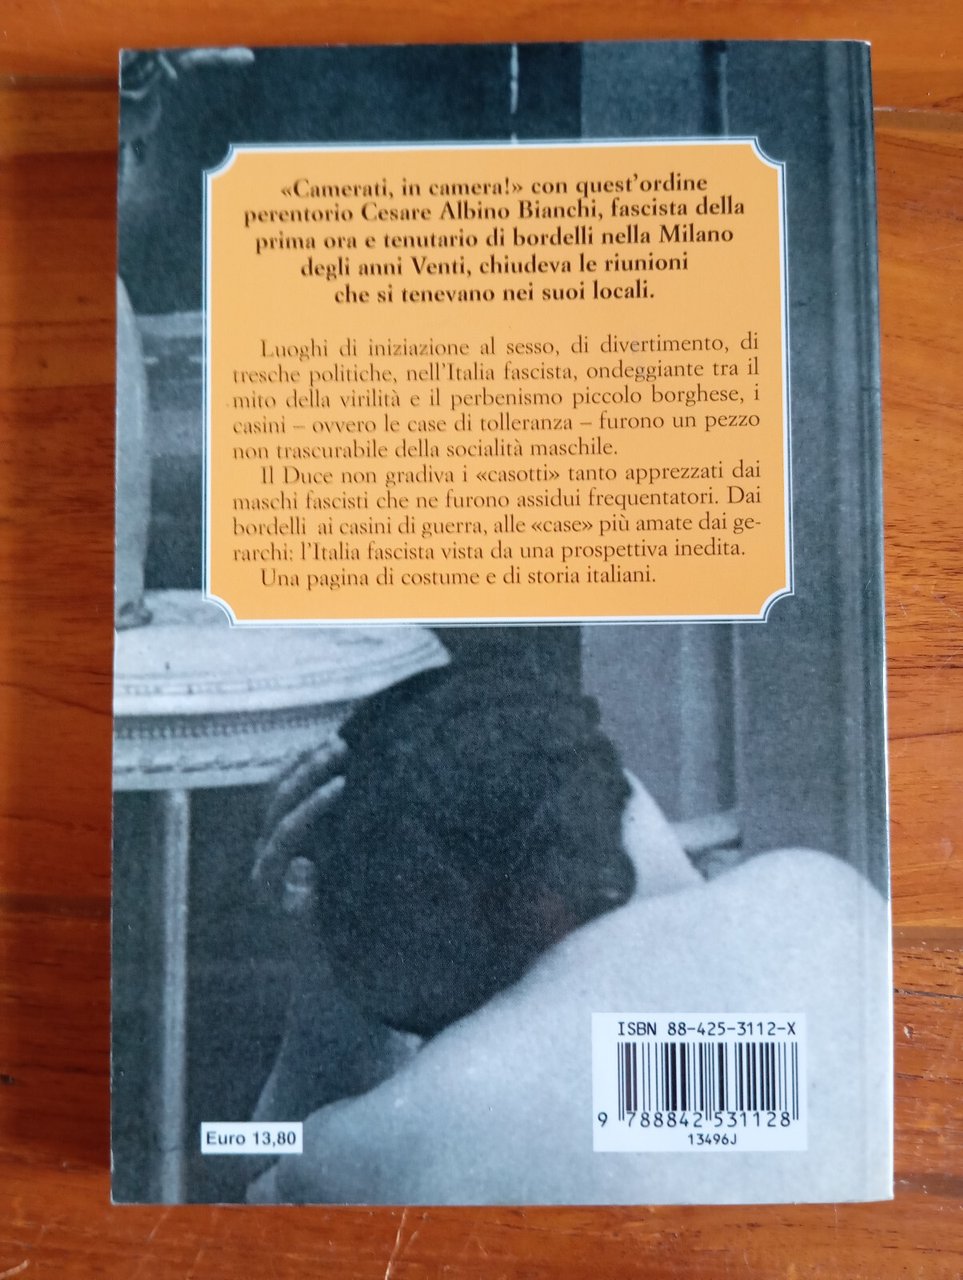 «Camerati, in camera!» con quest'ordine
perentorio Cesare Albino Bianchi, fascista della
prima ora e tenutario di bordelli nella Milano
degli anni Venti, chiudeva le riunioni
che si tenevano nei suoi locali.
Luoghi di iniziazione al sesso, di divertimento, di
tresche politiche, nell'Italia fascista, ondeggiante tra il
mito della virilità e il perbenismo piccolo borghese, i
casini – ovvero le case di tolleranza – furono un pezzo
non trascurabile della socialità maschile.
Il Duce non gradiva i «casotti» tanto apprezzati dai
maschi fascisti che ne furono assidui frequentatori. Dai
bordelli ai casini di guerra, alle «case» più amate dai ge-
rarchi: l'Italia fascista vista da una prospettiva inedita.
Una pagina di costume e di storia italiani.
ISBN 88-425-3112-X
9 788842 531128
13496J
Euro 13,80